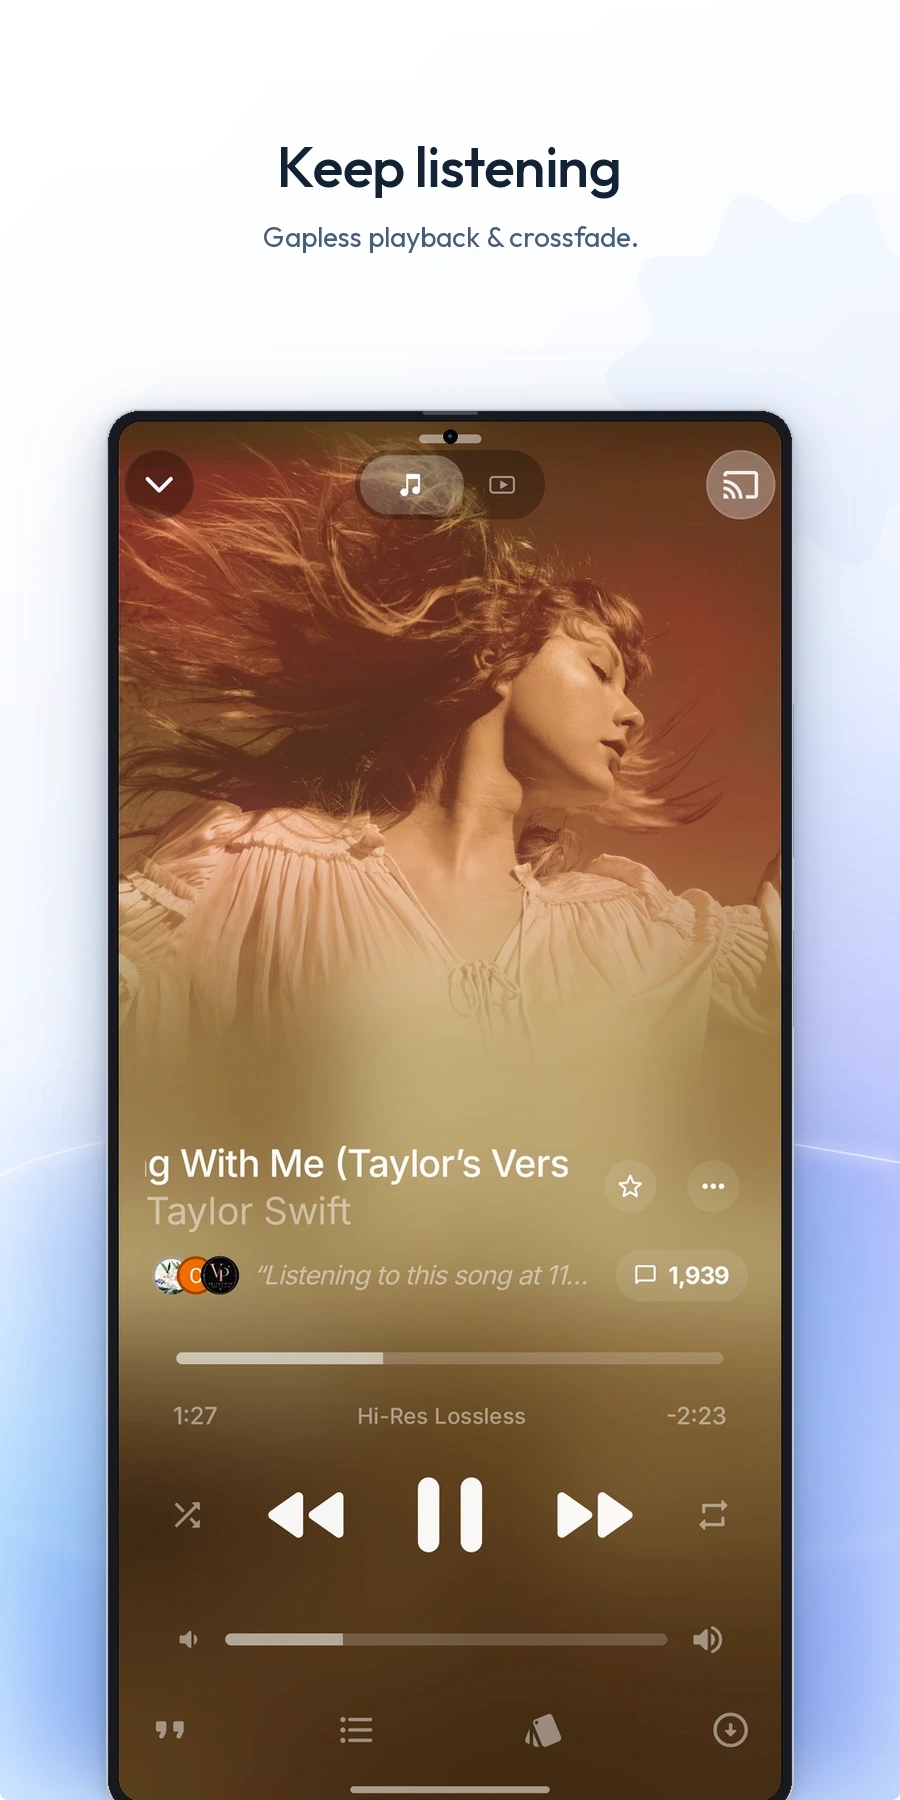 Keep listening
Gapless playback & crossfade.
g With Me (Taylor’s Vers
Taylor Swift
C
VP
“Listening to this song at 11...
1,939
1:27
Hi-Res Lossless
-2:23